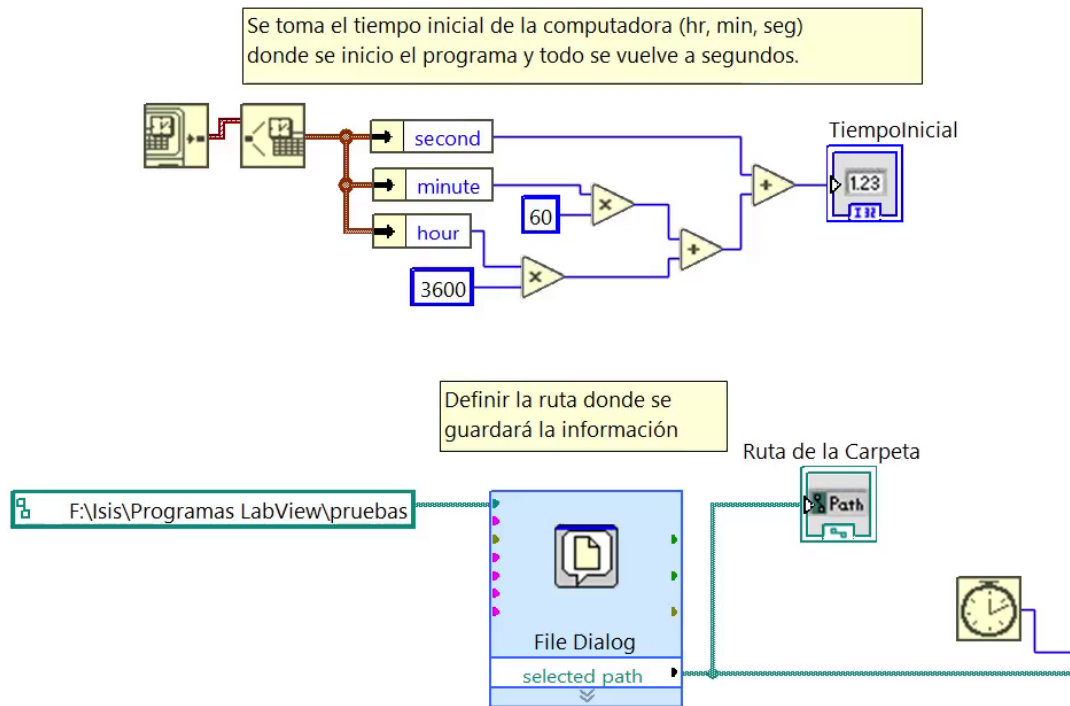 Se toma el tiempo inicial de la computadora (hr, min, seg)
donde se inicio el programa y todo se vuelve a segundos.
TiempoInicial
second
1.23
minute
I32
60
hour
3600
Definir la ruta donde se
guardará la información
Ruta de la Carpeta
F:\Isis\Programas LabView\pruebas
Path
File Dialog
selected path